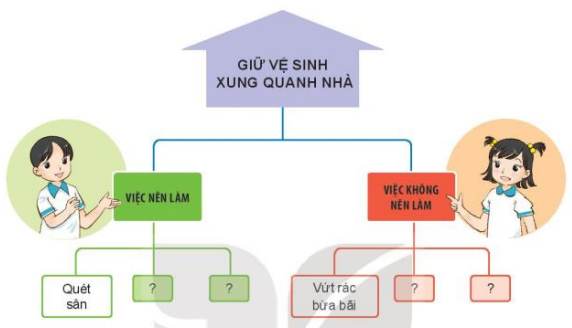 GIỮ VỆ SINH
XUNG QUANH NHÀ
VIỆC NÊN LÀM
VIỆC KHÔNG
NÊN LÀM
Quét
sân
?
?
Vứt rác
bừa bãi
?
?